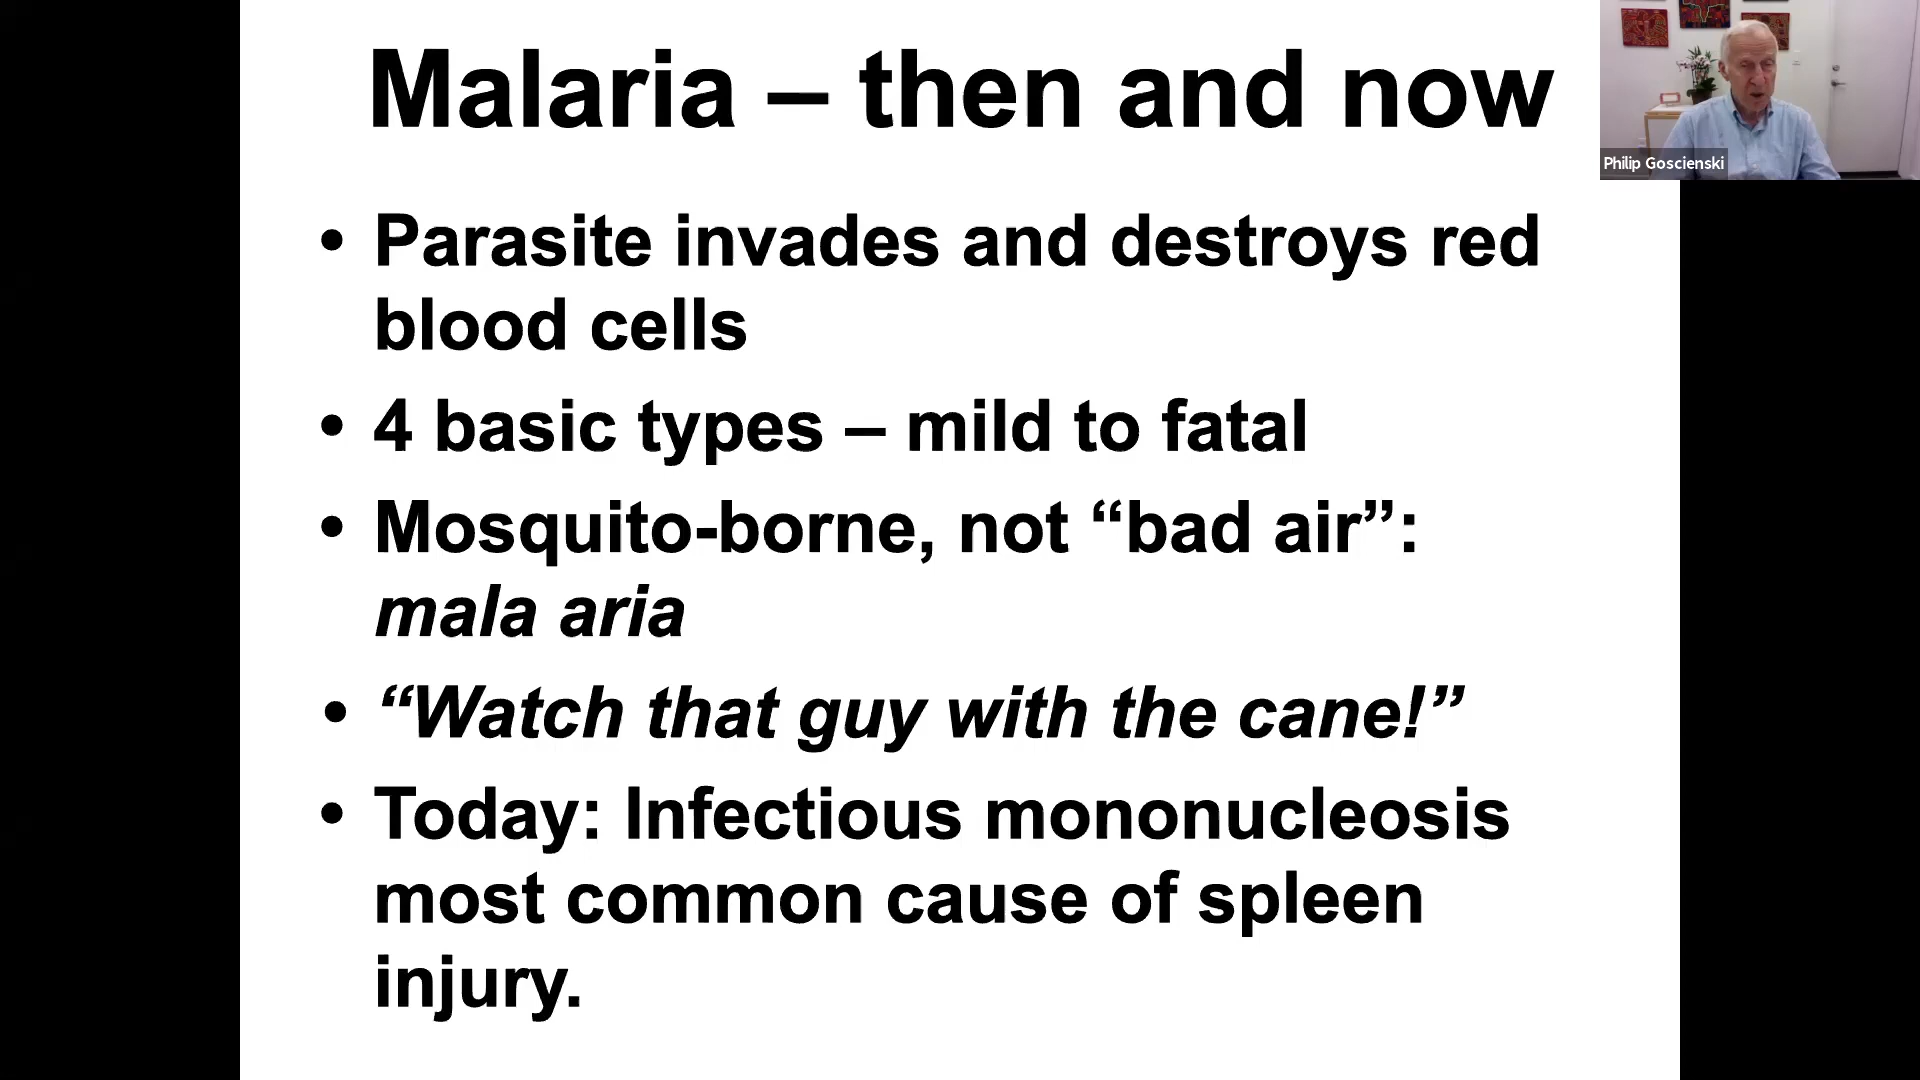 Malaria – then and now
Philip Goscienski
• Parasite invades and destroys red
blood cells
• 4 basic types – mild to fatal
• Mosquito-borne, not “bad air”:
mala aria
• “Watch that guy with the cane!”
• Today: Infectious mononucleosis
most common cause of spleen
injury.